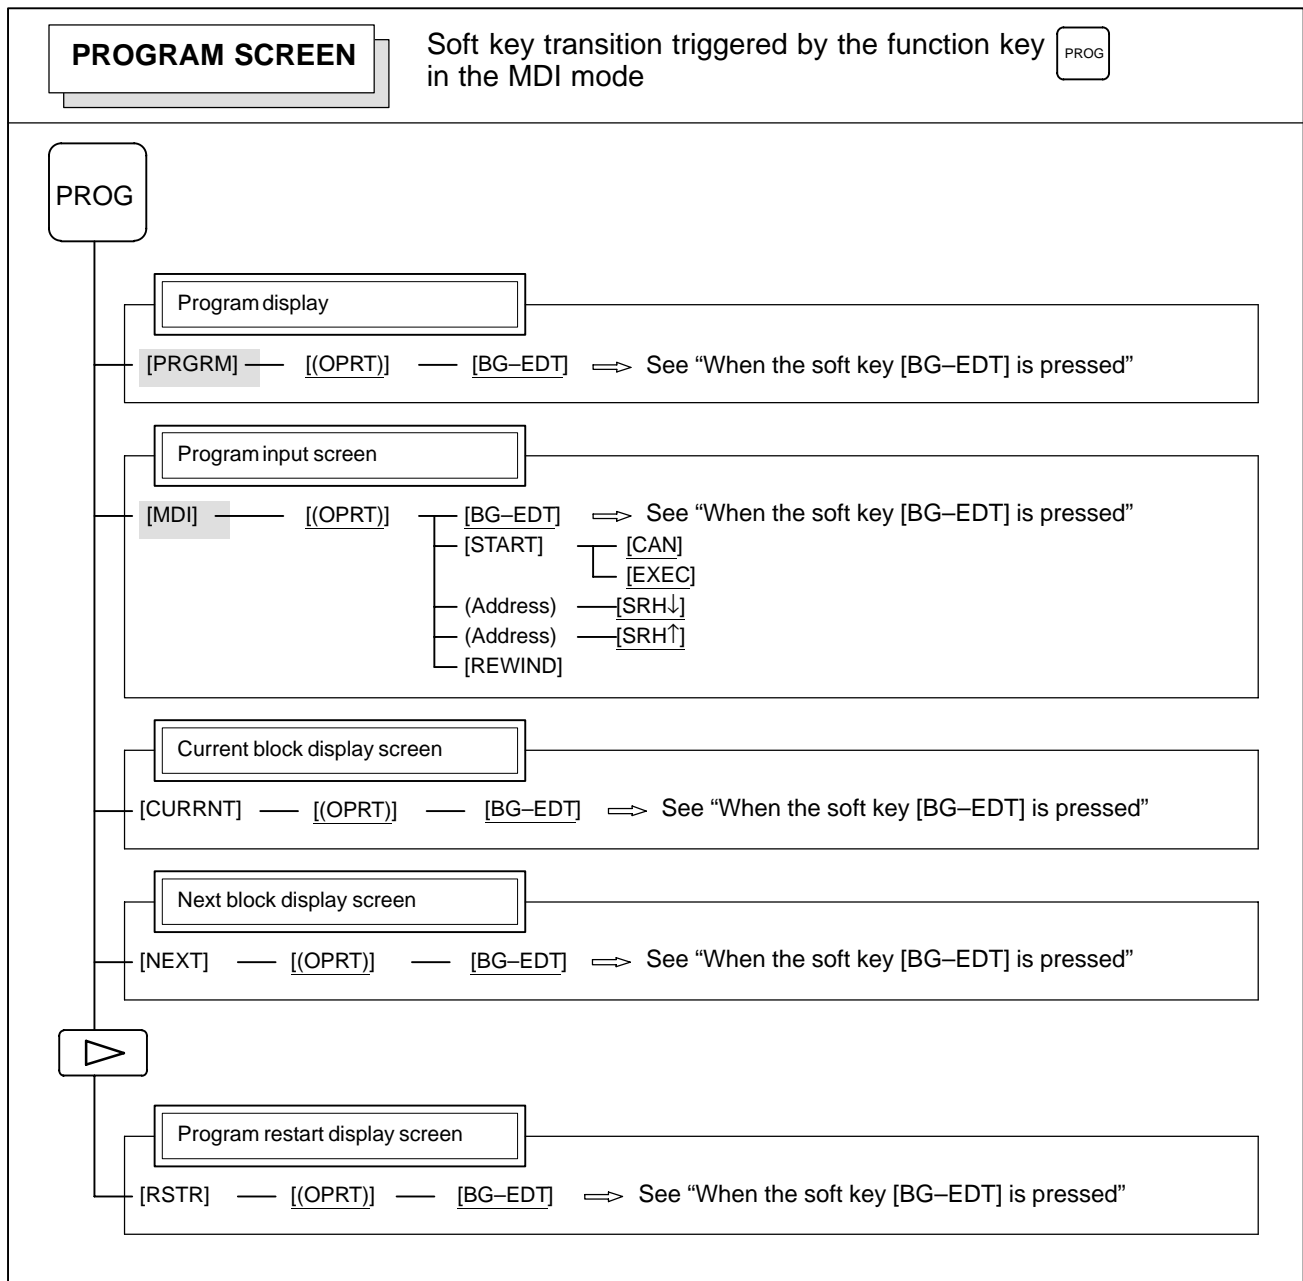 PROGRAM SCREEN
Soft key transition triggered by the function key PROG
in the MDI mode
PROG
Program display
[PRGRM] [(OPRT)] [BG–EDT] ⇒ See “When the soft key [BG–EDT] is pressed”
Program input screen
[MDI] [(OPRT)] [BG–EDT] ⇒ See “When the soft key [BG–EDT] is pressed”
[START] [CAN]
[EXEC]
(Address) [SRH↓]
(Address) [SRH↑]
[REWIND]
Current block display screen
[CURRNT] [(OPRT)] [BG–EDT] ⇒ See “When the soft key [BG–EDT] is pressed”
Next block display screen
[NEXT] [(OPRT)] [BG–EDT] ⇒ See “When the soft key [BG–EDT] is pressed”
Program restart display screen
[RSTR] [(OPRT)] [BG–EDT] ⇒ See “When the soft key [BG–EDT] is pressed”